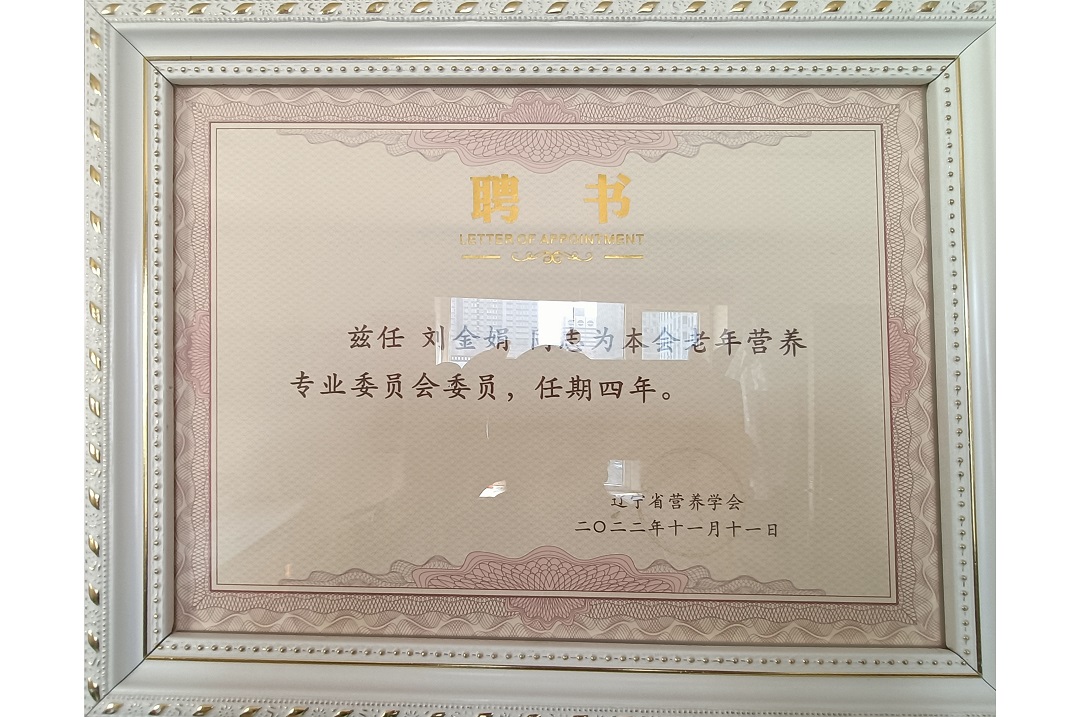 聘 书
LETTER OF APPOINTMENT
兹任 刘金娟 同志为本会老年营养
专业委员会委员，任期四年。
辽宁省营养学会
二〇二二年十一月十一日